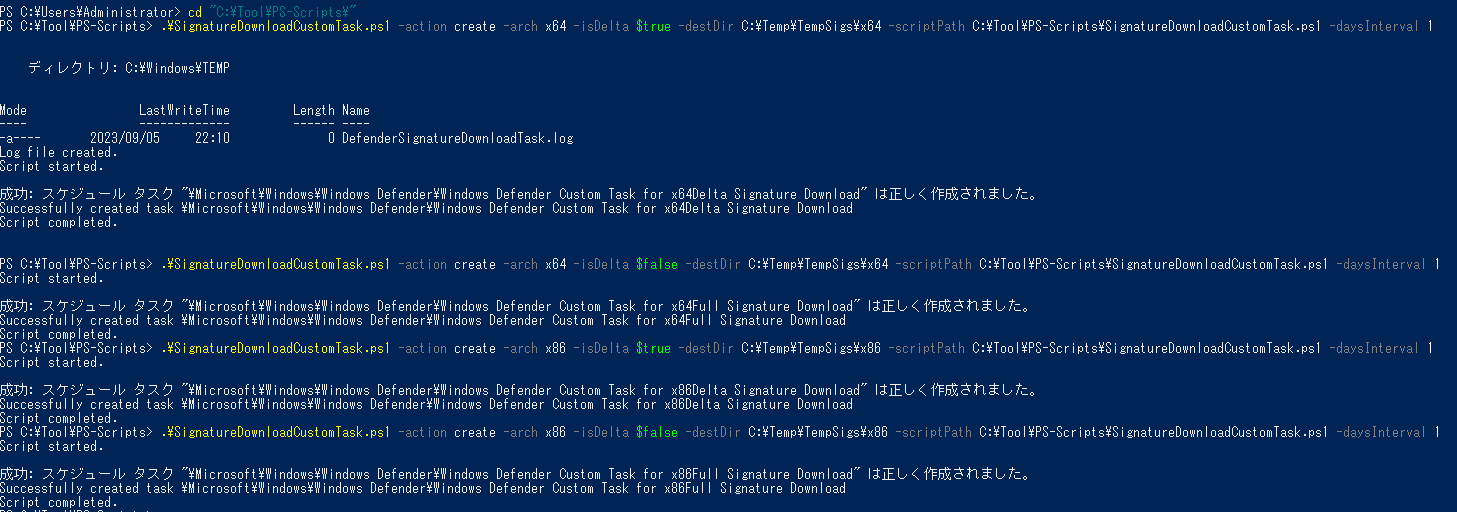 PS C:¥Users¥Administrator> cd "C:¥Tool¥PS-Scripts¥"
PS C:¥Tool¥PS-Scripts> .¥SignatureDownloadCustomTask.ps1 -action create -arch x64 -isDelta $true -destDir C:¥Temp¥TempSigs¥x64 -scriptPath C:¥Tool¥PS-Scripts¥SignatureDownloadCustomTask.ps1 -daysInterval 1
ディレクトリ: C:¥Windows¥TEMP
Mode LastWriteTime Length Name
---- ------------- ------ ----
-a---- 2023/09/05 22:10 0 DefenderSignatureDownloadTask.log
Log file created.
Script started.
成功: スケジュール タスク "¥Microsoft¥Windows¥Windows Defender¥Windows Defender Custom Task for x64Delta Signature Download" は正しく作成されました。
Successfully created task ¥Microsoft¥Windows¥Windows Defender¥Windows Defender Custom Task for x64Delta Signature Download
Script completed.
PS C:¥Tool¥PS-Scripts> .¥SignatureDownloadCustomTask.ps1 -action create -arch x64 -isDelta $false -destDir C:¥Temp¥TempSigs¥x64 -scriptPath C:¥Tool¥PS-Scripts¥SignatureDownloadCustomTask.ps1 -daysInterval 1
Script started.
成功: スケジュール タスク "¥Microsoft¥Windows¥Windows Defender¥Windows Defender Custom Task for x64Full Signature Download" は正しく作成されました。
Successfully created task ¥Microsoft¥Windows¥Windows Defender¥Windows Defender Custom Task for x64Full Signature Download
Script completed.
PS C:¥Tool¥PS-Scripts> .¥SignatureDownloadCustomTask.ps1 -action create -arch x86 -isDelta $true -destDir C:¥Temp¥TempSigs¥x86 -scriptPath C:¥Tool¥PS-Scripts¥SignatureDownloadCustomTask.ps1 -daysInterval 1
Script started.
成功: スケジュール タスク "¥Microsoft¥Windows¥Windows Defender¥Windows Defender Custom Task for x86Delta Signature Download" は正しく作成されました。
Successfully created task ¥Microsoft¥Windows¥Windows Defender¥Windows Defender Custom Task for x86Delta Signature Download
Script completed.
PS C:¥Tool¥PS-Scripts> .¥SignatureDownloadCustomTask.ps1 -action create -arch x86 -isDelta $false -destDir C:¥Temp¥TempSigs¥x86 -scriptPath C:¥Tool¥PS-Scripts¥SignatureDownloadCustomTask.ps1 -daysInterval 1
Script started.
成功: スケジュール タスク "¥Microsoft¥Windows¥Windows Defender¥Windows Defender Custom Task for x86Full Signature Download" は正しく作成されました。
Successfully created task ¥Microsoft¥Windows¥Windows Defender¥Windows Defender Custom Task for x86Full Signature Download
Script completed.